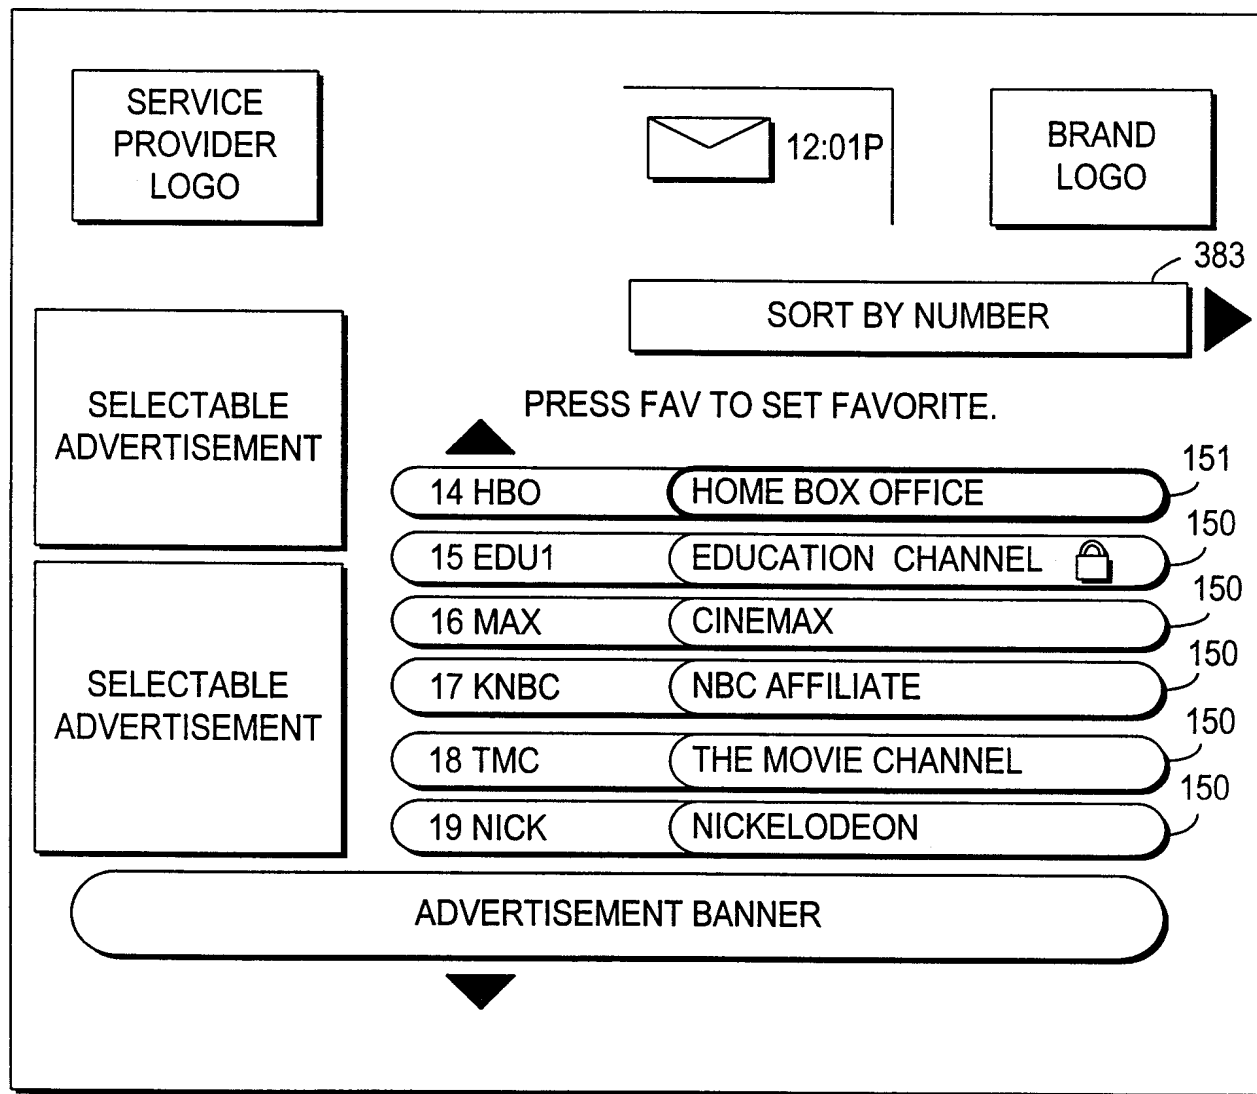 SERVICE
PROVIDER
LOGO
12:01P
BRAND
LOGO
383
SORT BY NUMBER
SELECTABLE
ADVERTISEMENT
PRESS FAV TO SET FAVORITE.
14 HBO HOME BOX OFFICE 151
15 EDU1 EDUCATION CHANNEL 150
16 MAX CINEMAX 150
17 KNBC NBC AFFILIATE 150
18 TMC THE MOVIE CHANNEL 150
19 NICK NICKELODEON 150
SELECTABLE
ADVERTISEMENT
ADVERTISEMENT BANNER